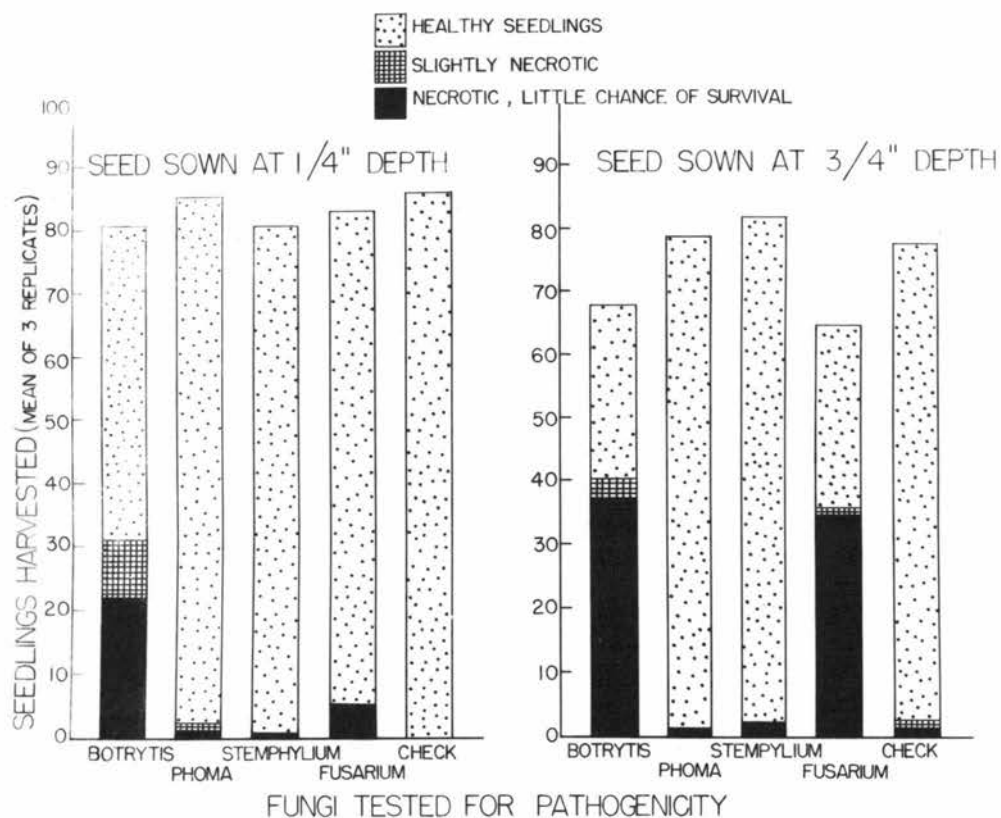 HEALTHY SEEDLINGS
SLIGHTLY NECROTIC
NECROTIC, LITTLE CHANCE OF SURVIVAL
SEEDLINGS HARVESTED (MEAN OF 3 REPLICATES)
100
90
80
70
60
50
40
30
20
10
0
SEED SOWN AT 1/4" DEPTH
BOTRYTIS
PHOMA
STEMPHYLIUM
FUSARIUM
CHECK
90
80
70
60
50
40
30
20
10
0
SEED SOWN AT 3/4" DEPTH
BOTRYTIS
PHOMA
STEMPYLIUM
FUSARIUM
CHECK
FUNGI TESTED FOR PATHOGENICITY